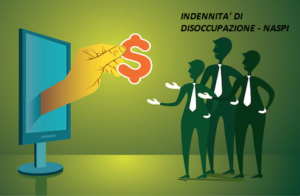 INDENNITA' DI
DISOCCUPAZIONE - NASPI
$